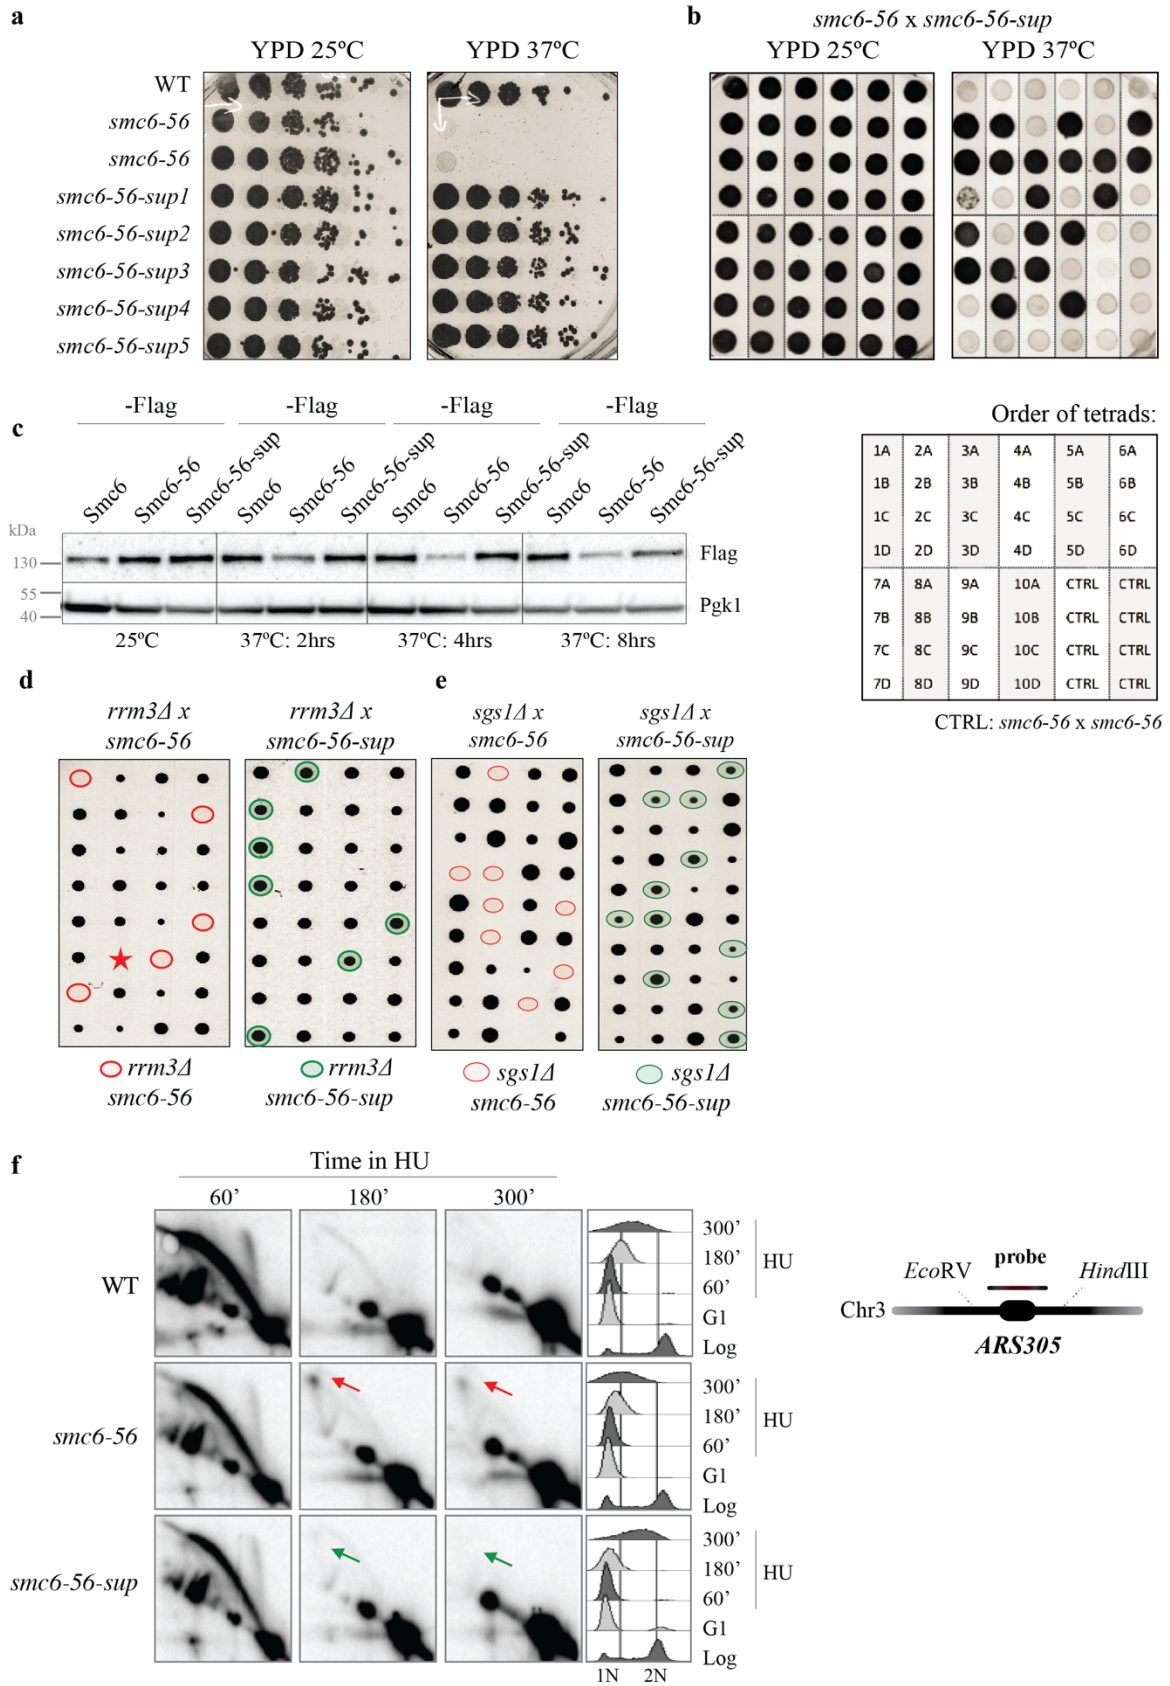 a
YPD 25ºC
YPD 37ºC
WT
smc6-56
smc6-56
smc6-56-sup1
smc6-56-sup2
smc6-56-sup3
smc6-56-sup4
smc6-56-sup5
b
smc6-56 x smc6-56-sup
YPD 25ºC
YPD 37ºC
Order of tetrads:
1A 2A 3A 4A 5A 6A
1B 2B 3B 4B 5B 6B
1C 2C 3C 4C 5C 6C
1D 2D 3D 4D 5D 6D
7A 8A 9A 10A CTRL CTRL
7B 8B 9B 10B CTRL CTRL
7C 8C 9C 10C CTRL CTRL
7D 8D 9D 10D CTRL CTRL
CTRL: smc6-56 x smc6-56
c
-Flag -Flag -Flag -Flag
Smc6 Smc6-56 Smc6-56-sup Smc6 Smc6-56 Smc6-56-sup Smc6 Smc6-56 Smc6-56-sup Smc6 Smc6-56 Smc6-56-sup
kDa
130
Flag
55
40
Pgk1
25ºC 37ºC: 2hrs 37ºC: 4hrs 37ºC: 8hrs
d
rrm3Δ x
smc6-56
rrm3Δ x
smc6-56-sup
rrm3Δ
smc6-56
rrm3Δ
smc6-56-sup
e
sgs1Δ x
smc6-56
sgs1Δ x
smc6-56-sup
sgs1Δ
smc6-56
sgs1Δ
smc6-56-sup
f
Time in HU
60’ 180’ 300’
WT
300’
180’
60’
HU
G1
Log
smc6-56
300’
180’
60’
HU
G1
Log
smc6-56-sup
300’
180’
60’
HU
G1
Log
1N 2N
probe
EcoRV
HindIII
Chr3
ARS305